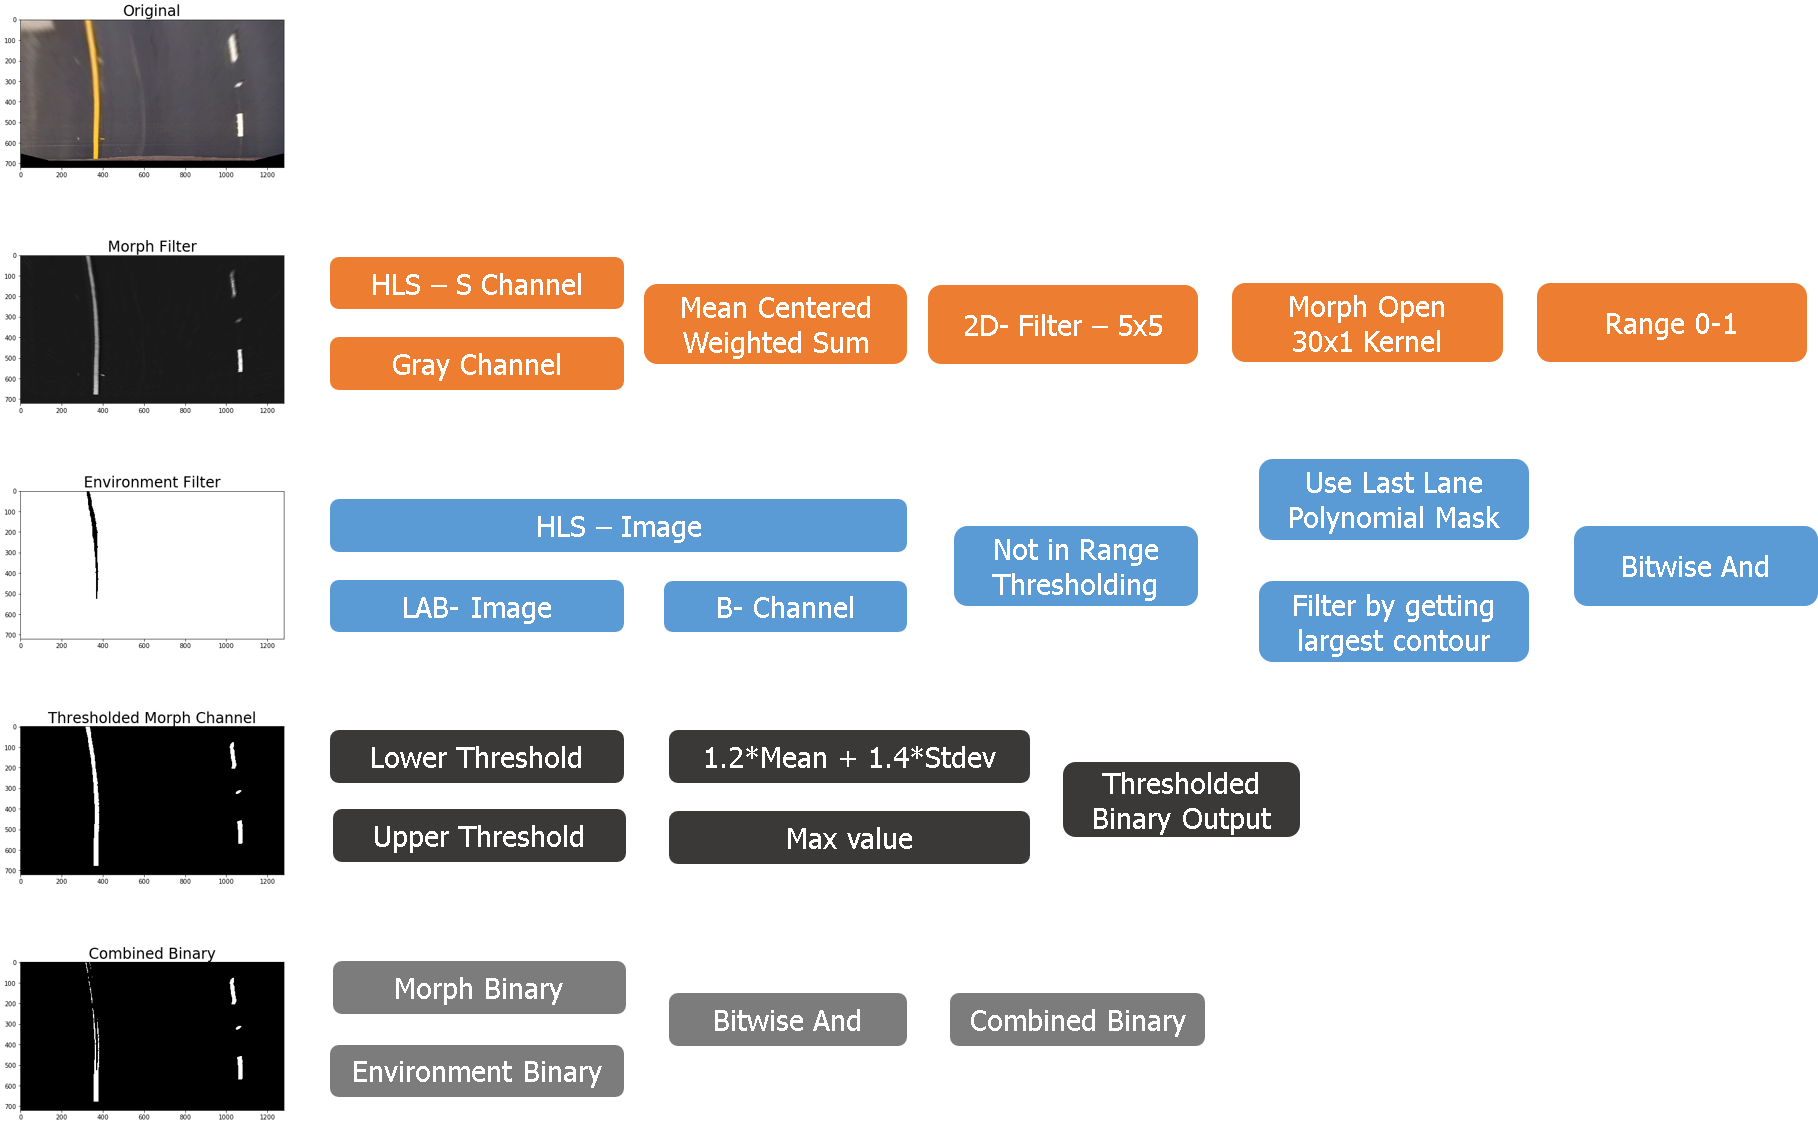 Original
0
100
200
300
400
500
600
700
0 200 400 600 800 1000 1200
Morph Filter
0
100
200
300
400
500
600
700
0 200 400 600 800 1000 1200
HLS – S Channel
Gray Channel
Mean Centered
Weighted Sum
2D- Filter – 5x5
Morph Open
30x1 Kernel
Range 0-1
Environment Filter
0
100
200
300
400
500
600
700
0 200 400 600 800 1000 1200
HLS – Image
LAB- Image
B- Channel
Not in Range
Thresholding
Use Last Lane
Polynomial Mask
Filter by getting
largest contour
Bitwise And
Thresholded Morph Channel
0
100
200
300
400
500
600
700
0 200 400 600 800 1000 1200
Lower Threshold
1.2*Mean + 1.4*Stdev
Upper Threshold
Max value
Thresholded
Binary Output
Combined Binary
0
100
200
300
400
500
600
700
0 200 400 600 800 1000 1200
Morph Binary
Environment Binary
Bitwise And
Combined Binary